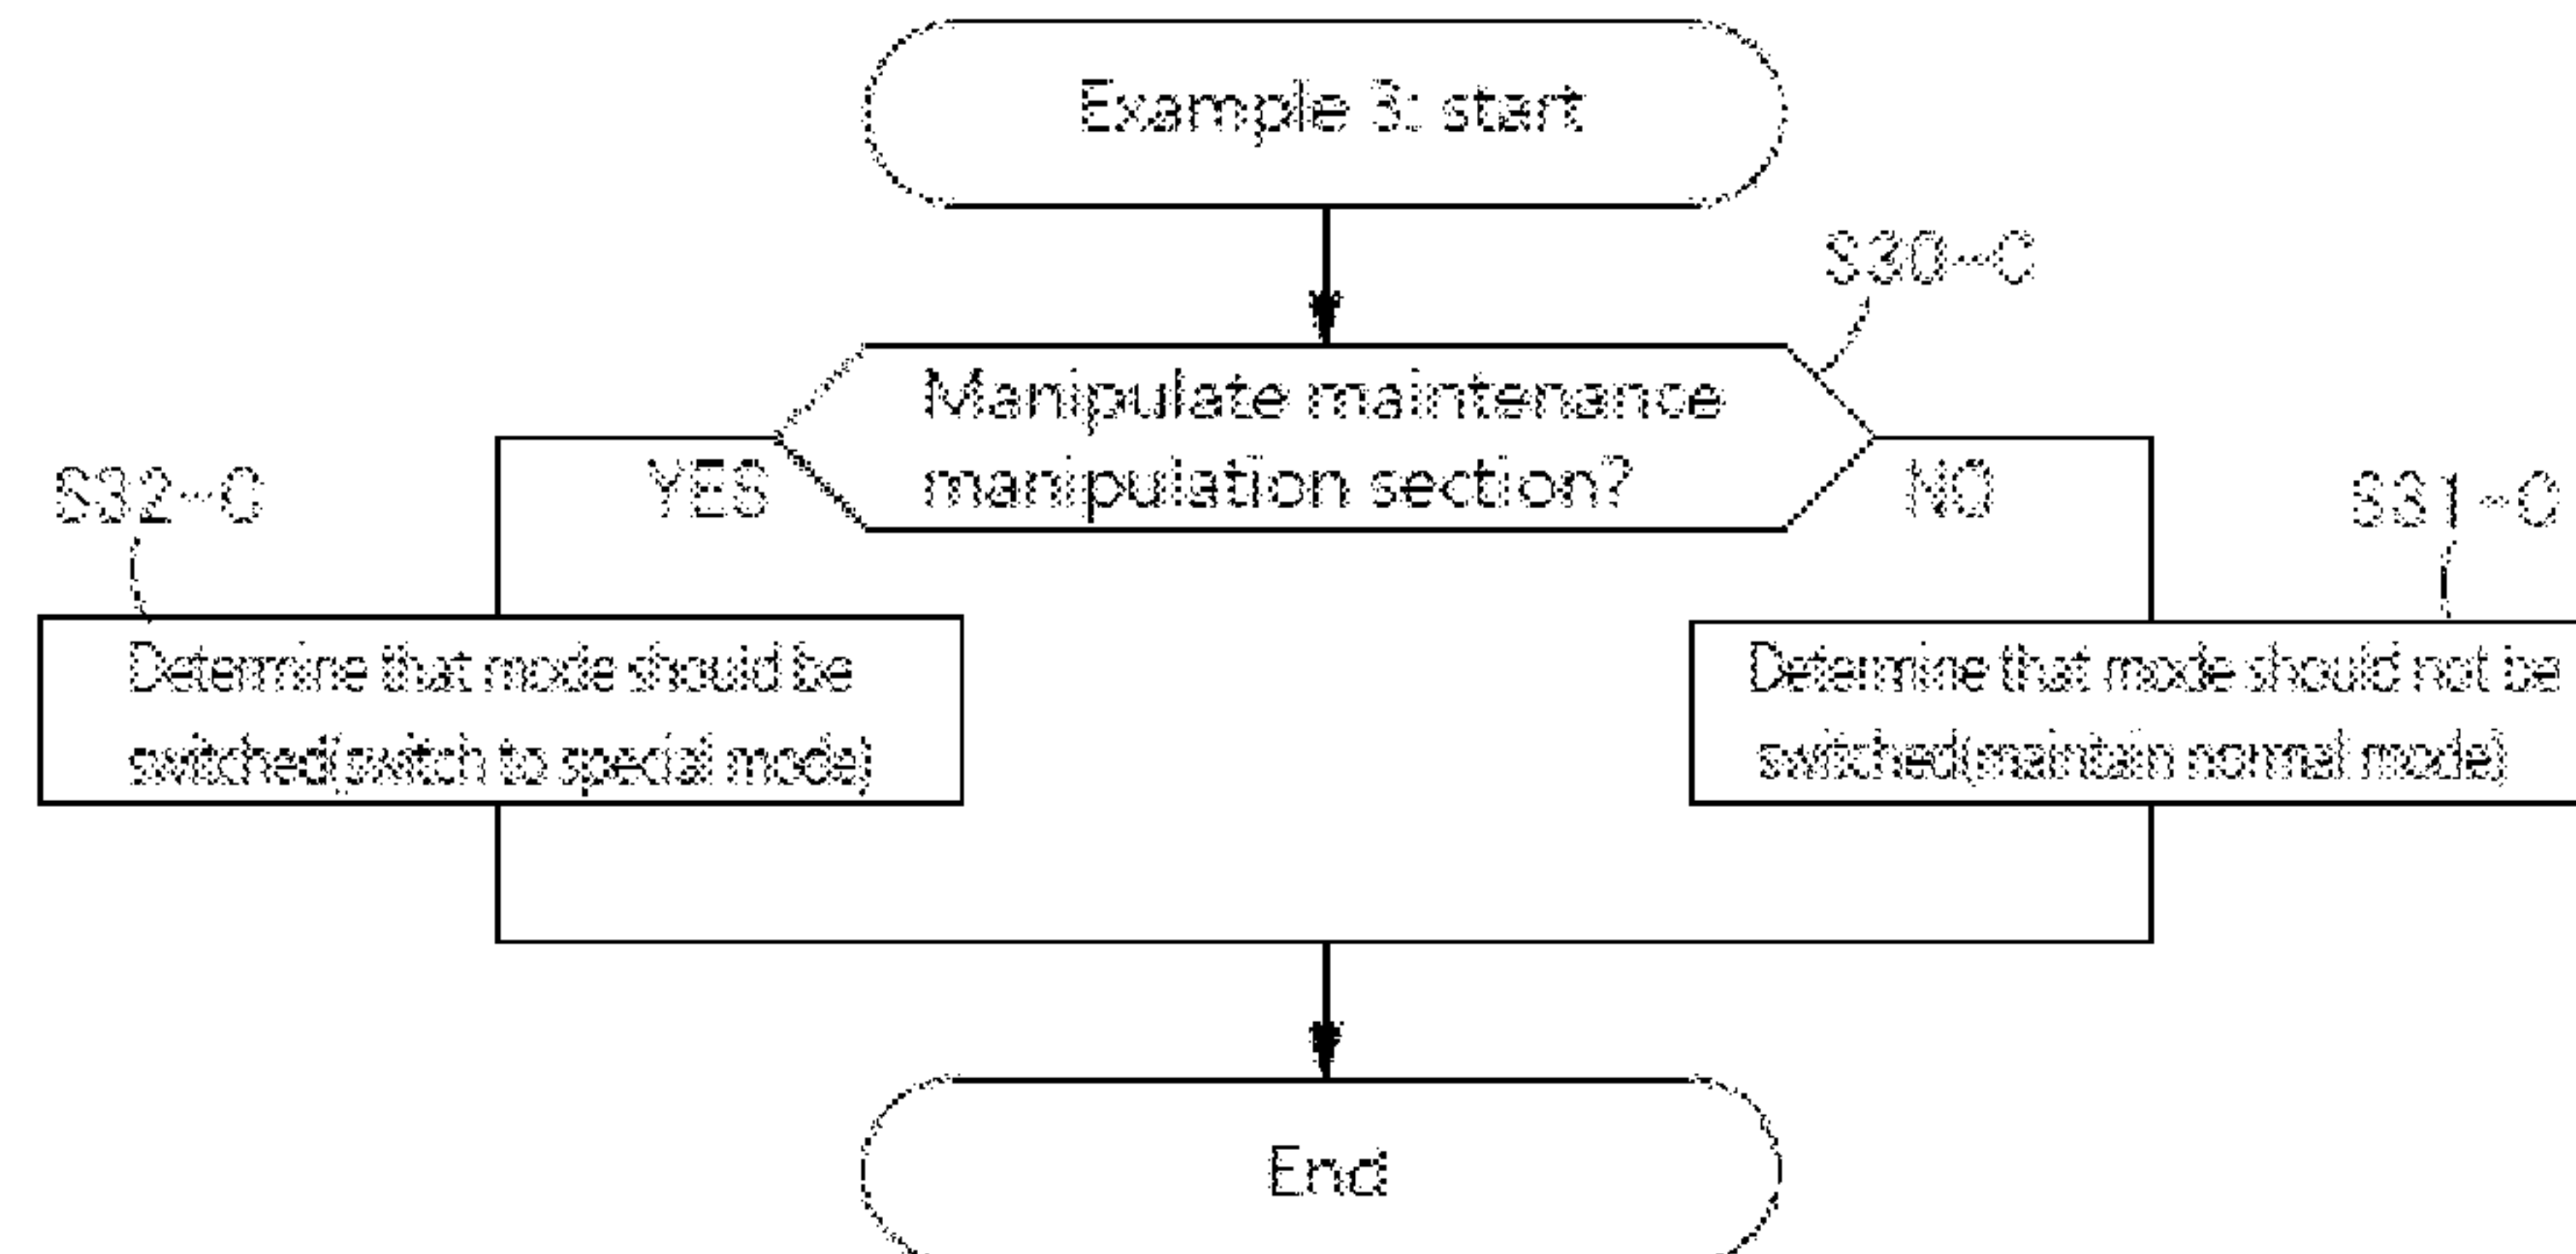 Example 3: start
S30-C
Manipulate maintenance
manipulation section?
YES
NO
S32-C
S31-C
Determine that mode should be
switched(switch to special mode)
Determine that mode should not be
switched(maintain normal mode)
End